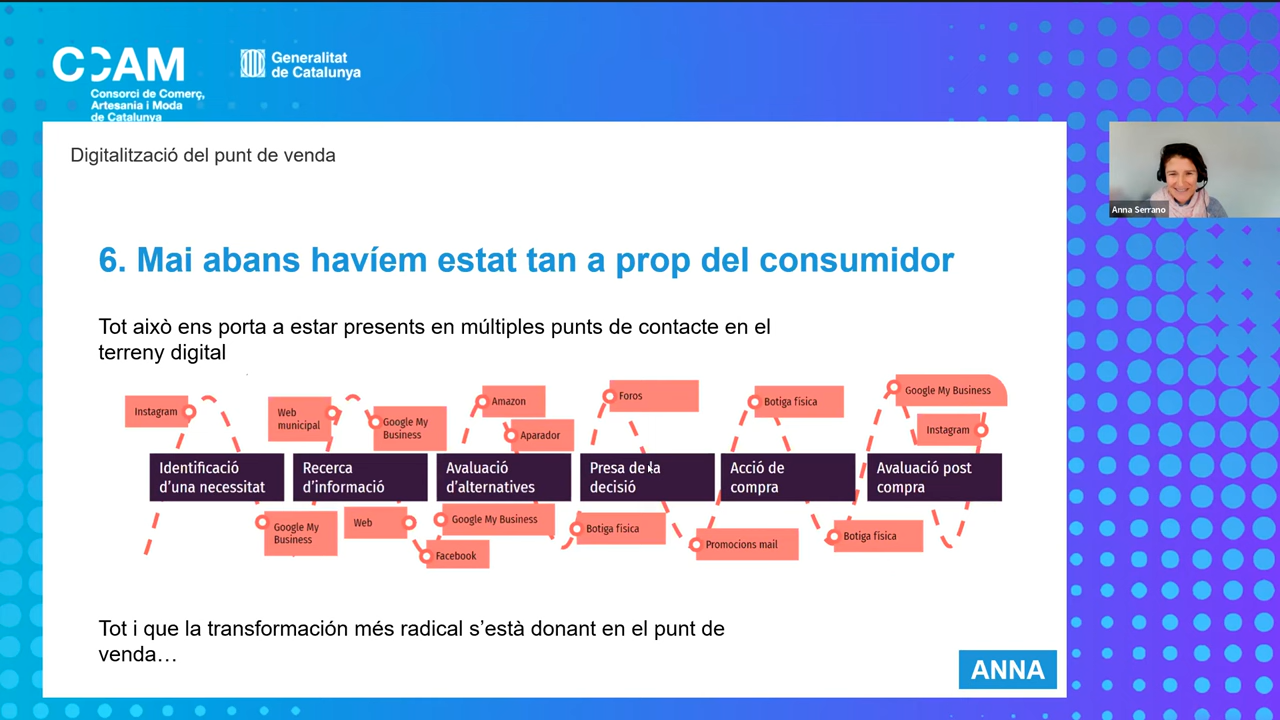 CCAM
Consorci de Comerç,
Artesania i Moda
de Catalunya
Generalitat
de Catalunya
Digitalització del punt de venda
Anna Serrano
6. Mai abans havíem estat tan a prop del consumidor
Tot això ens porta a estar presents en múltiples punts de contacte en el
terreny digital
Instagram
Web
municipal
Google My
Business
Amazon
Aparador
Foros
Botiga física
Google My Business
Instagram
Identificació
d'una necessitat
Recerca
d'informació
Avaluació
d'alternatives
Presa de la
decisió
Acció de
compra
Avaluació post
compra
Google My
Business
Web
Facebook
Google My Business
Botiga física
Promocions mail
Botiga física
Tot i que la transformación més radical s'està donant en el punt de
venda…
ANNA